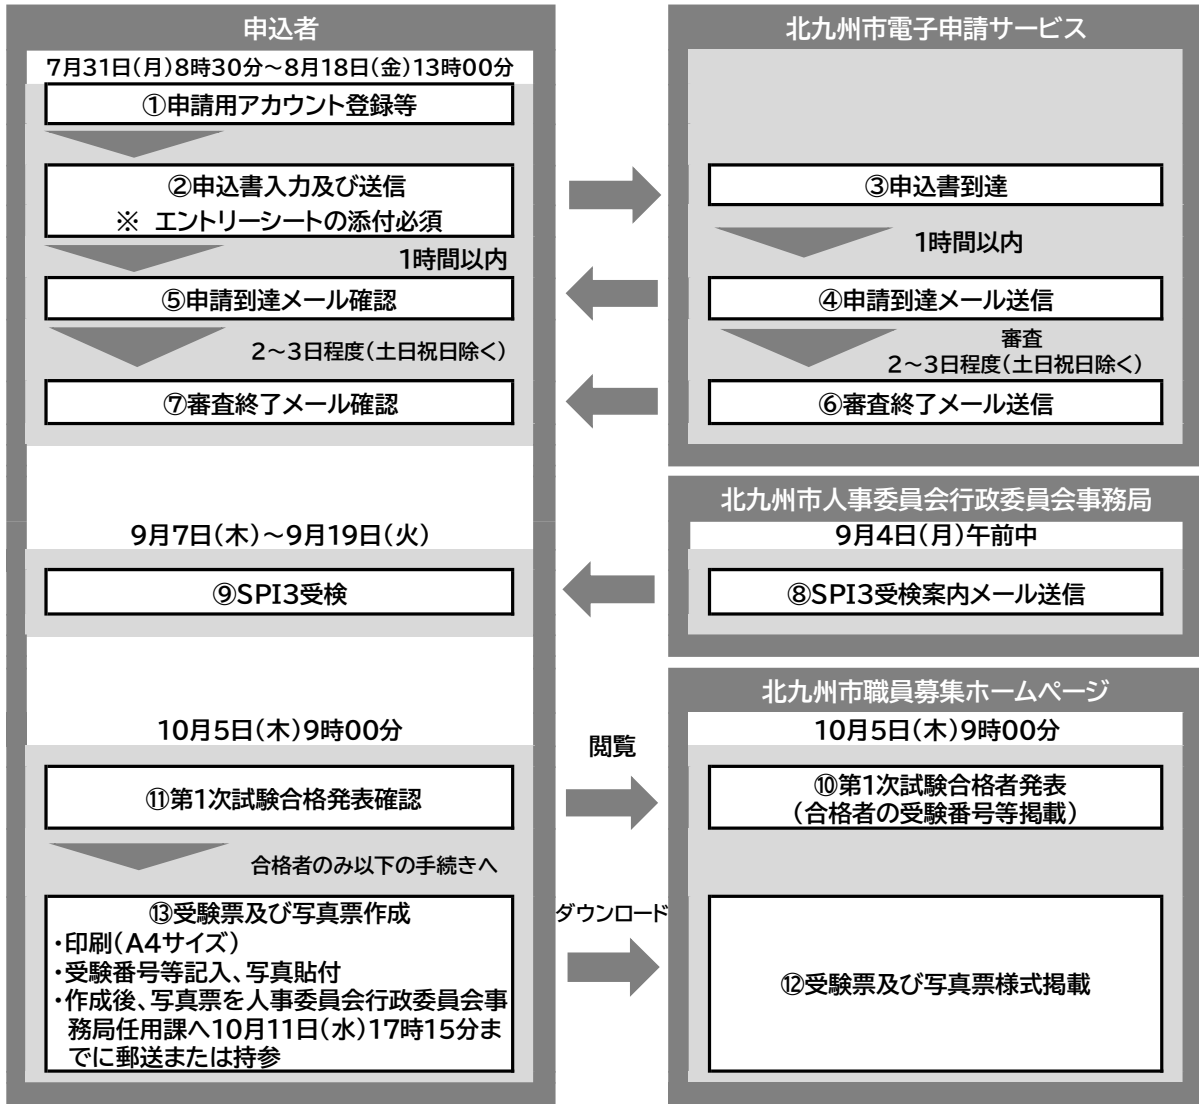 申込者
7月31日(月)8時30分~8月18日(金)13時00分
①申請用アカウント登録等
②申込書入力及び送信
※ エントリーシートの添付必須
1時間以内
⑤申請到達メール確認
2~3日程度(土日祝日除く)
⑦審査終了メール確認
北九州市電子申請サービス
③申込書到達
1時間以内
④申請到達メール送信
審査
2~3日程度(土日祝日除く)
⑥審査終了メール送信
9月7日(木)~9月19日(火)
⑨SPI3受検
北九州市人事委員会行政委員会事務局
9月4日(月)午前中
⑧SPI3受検案内メール送信
10月5日(木)9時00分
⑪第1次試験合格発表確認
合格者のみ以下の手続きへ
⑬受験票及び写真票作成
・印刷(A4サイズ)
・受験番号等記入、写真貼付
・作成後、写真票を人事委員会行政委員会事
務局任用課へ10月11日(水)17時15分ま
でに郵送または持参
閲覧
ダウンロード
北九州市職員募集ホームページ
10月5日(木)9時00分
⑩第1次試験合格者発表
(合格者の受験番号等掲載)
⑫受験票及び写真票様式掲載